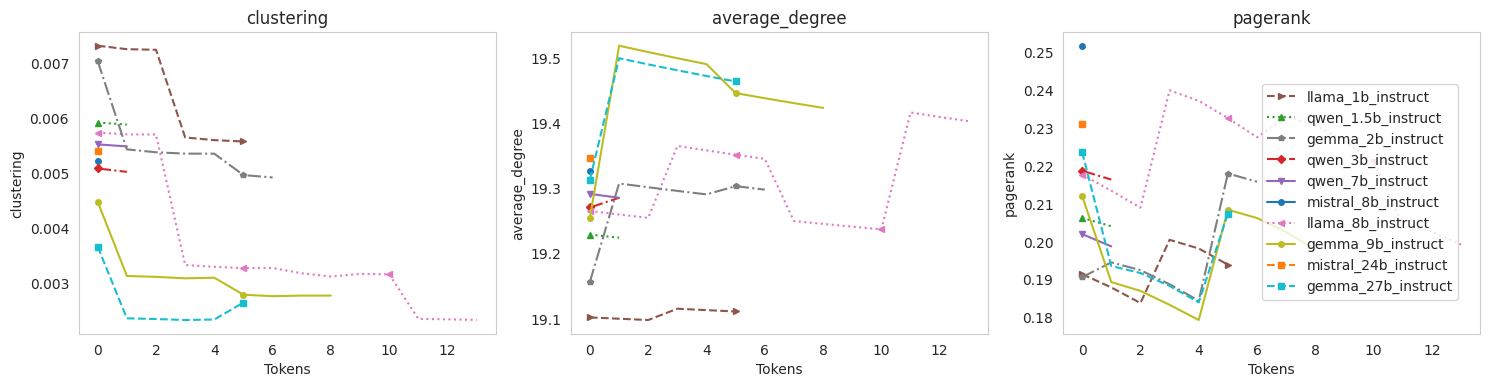 clustering
0.007
0.006
0.005
0.004
0.003
clustering
0 2 4 6 8 10 12
Tokens
average_degree
19.5
19.4
19.3
19.2
19.1
average_degree
0 2 4 6 8 10 12
Tokens
pagerank
0.25
0.24
0.23
0.22
0.21
0.20
0.19
0.18
pagerank
0 2 4 6 8 10 12
Tokens
llama_1b_instruct
qwen_1.5b_instruct
gemma_2b_instruct
qwen_3b_instruct
qwen_7b_instruct
mistral_8b_instruct
llama_8b_instruct
gemma_9b_instruct
mistral_24b_instruct
gemma_27b_instruct